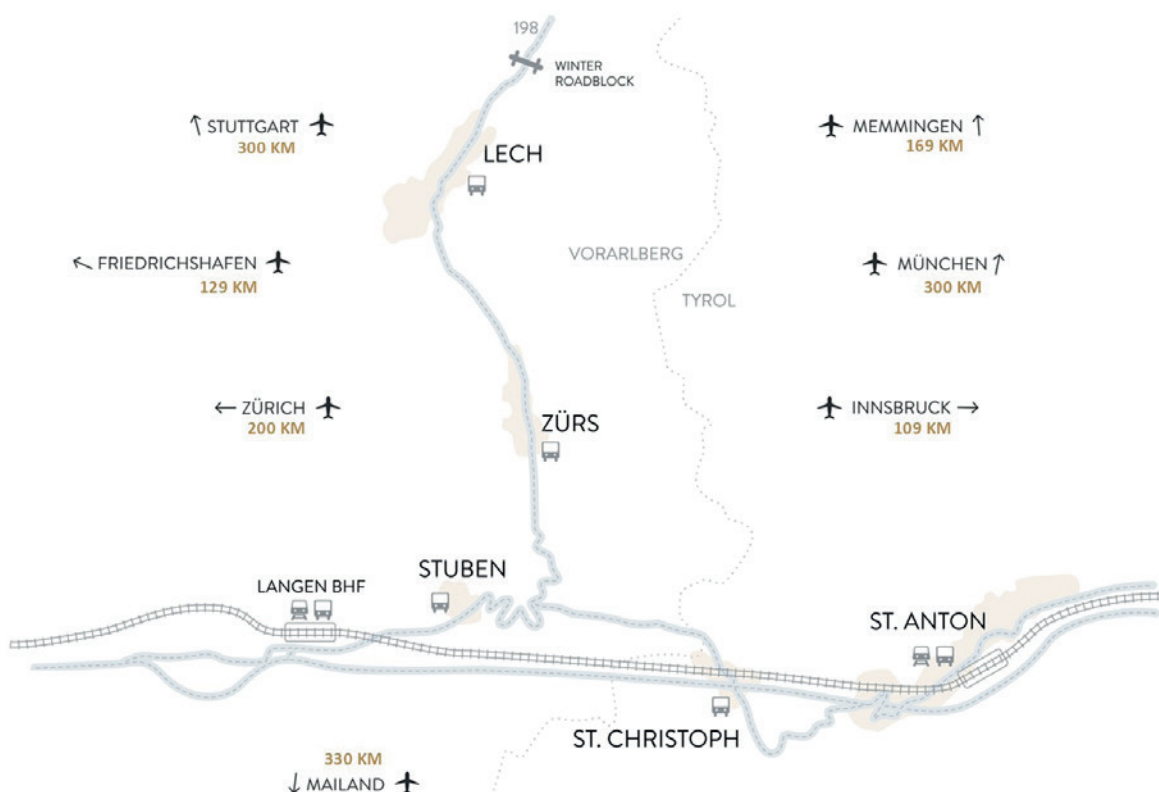 198
WINTER
ROADBLOCK
STUTTGART
300 KM
MEMMINGEN
169 KM
LECH
VORARLBERG
FRIEDRICHSHAFEN
129 KM
MÜNCHEN
300 KM
TYROL
ZÜRICH
200 KM
INNSBRUCK
109 KM
ZÜRS
STUBEN
LANGEN BHF
ST. ANTON
ST. CHRISTOPH
330 KM
MAILAND